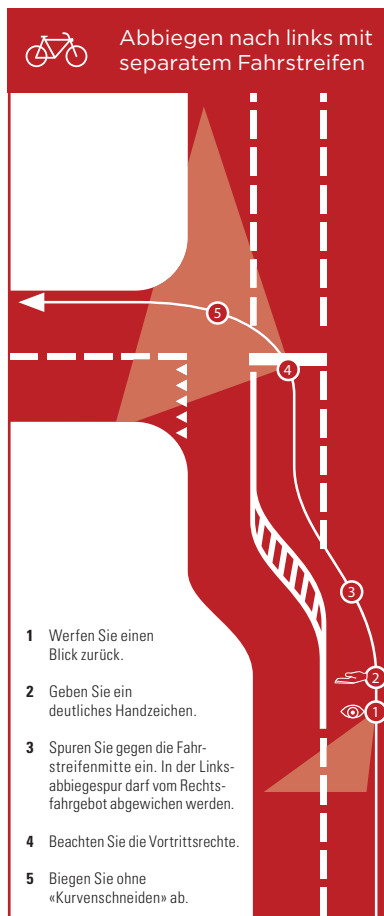 Abbiegen nach links mit
separatem Fahrstreifen
5
4
3
2
1
1 Werfen Sie einen
Blick zurück.
2 Geben Sie ein
deutliches Handzeichen.
3 Spuren Sie gegen die Fahr-
streifenmitte ein. In der Links-
abbiegespur darf vom Rechts-
fahrgebot abgewichen werden.
4 Beachten Sie die Vortrittsrechte.
5 Biegen Sie ohne
«Kurvenschneiden» ab.